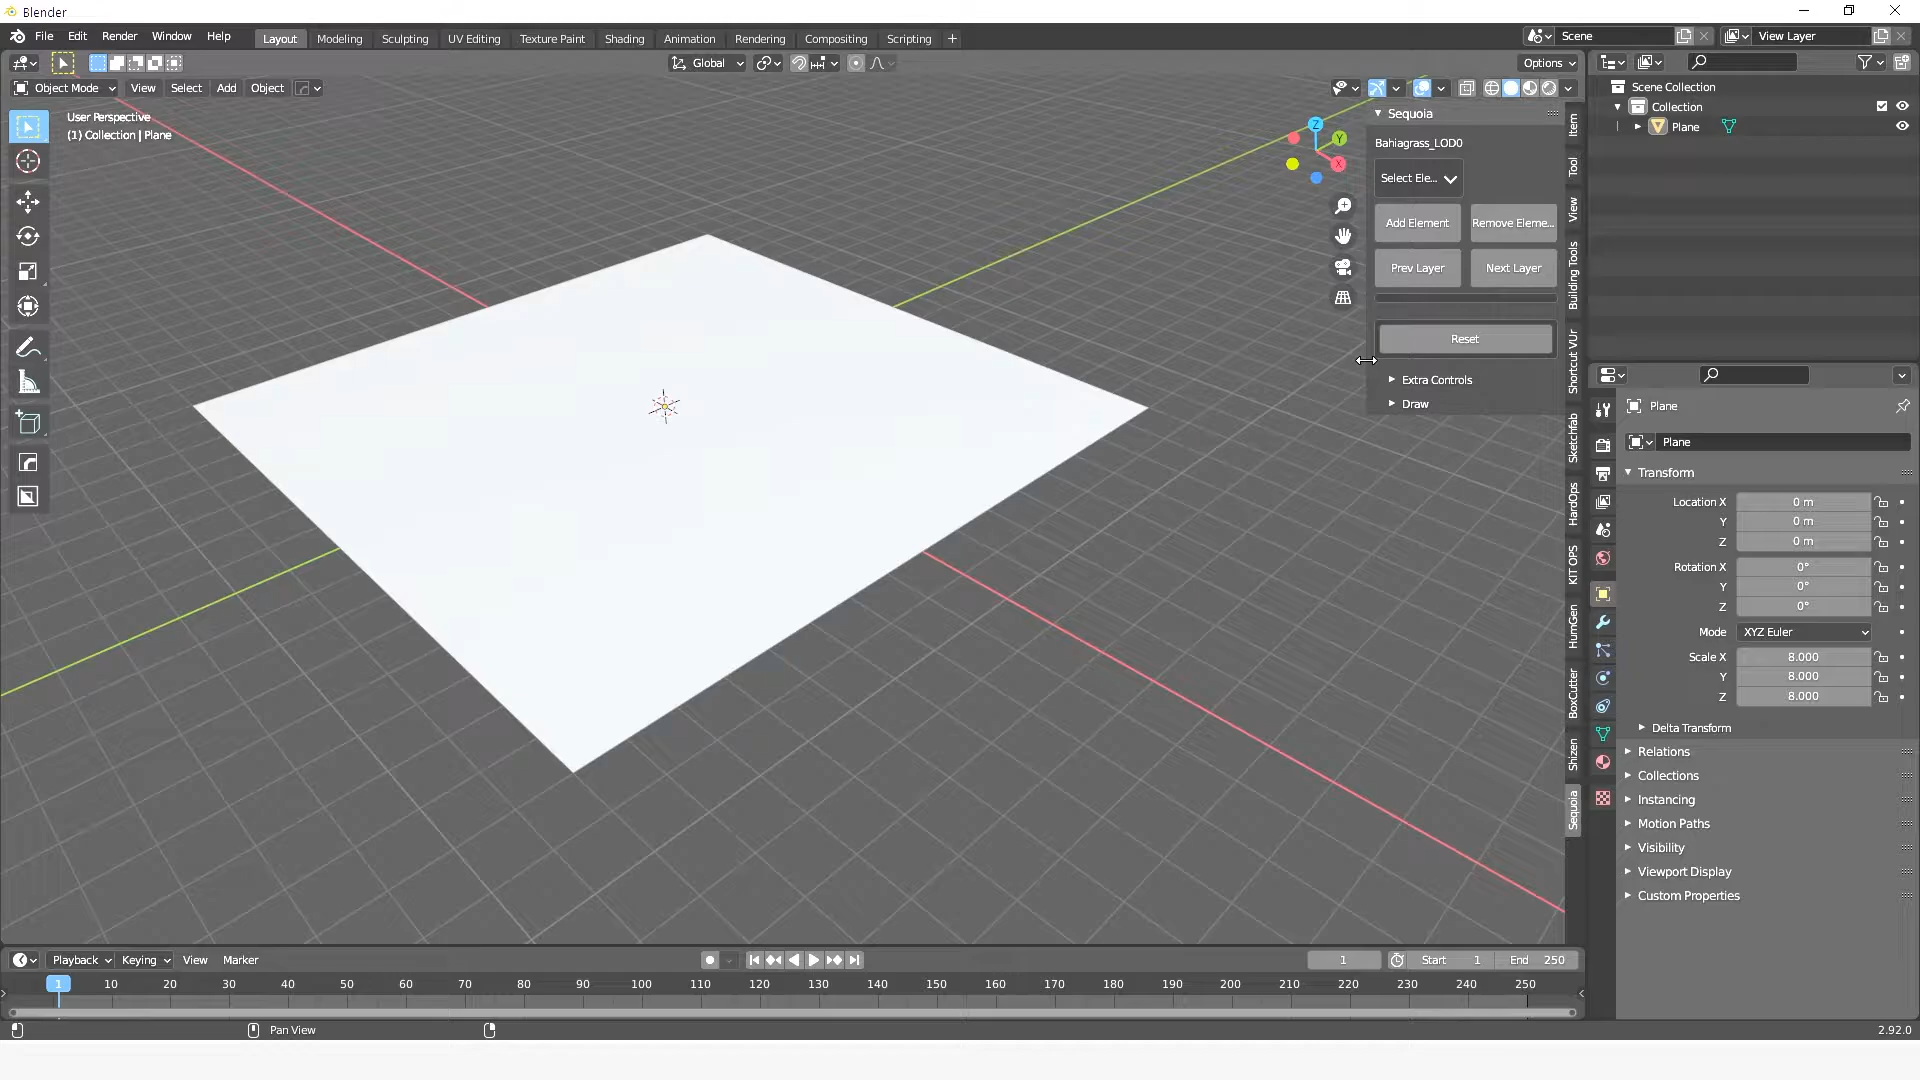 Blender
File Edit Render Window Help
Layout Modeling Sculpting UV Editing Texture Paint Shading Animation Rendering Compositing Scripting +
Scene
View Layer
Global
Options
Object Mode View Select Add Object
User Perspective
(1) Collection | Plane
Z
Y
X
Sequoia
Bahiagrass_LOD0
Select Ele...
Add Element
Remove Eleme...
Prev Layer
Next Layer
Reset
Extra Controls
Draw
Item
Tool
View
Building Tools
Shortcut VUr
Sketchfab
HardOps
KIT OPS
HumGen
BoxCutter
Shizen
Sequoia
Scene Collection
Collection
Plane
Plane
Plane
Transform
Location X 0 m
Y 0 m
Z 0 m
Rotation X 0°
Y 0°
Z 0°
Mode XYZ Euler
Scale X 8.000
Y 8.000
Z 8.000
Delta Transform
Relations
Collections
Instancing
Motion Paths
Visibility
Viewport Display
Custom Properties
Playback Keying View Marker
1
Start 1
End 250
1 10 20 30 40 50 60 70 80 90 100 110 120 130 140 150 160 170 180 190 200 210 220 230 240 250
Pan View
2.92.0